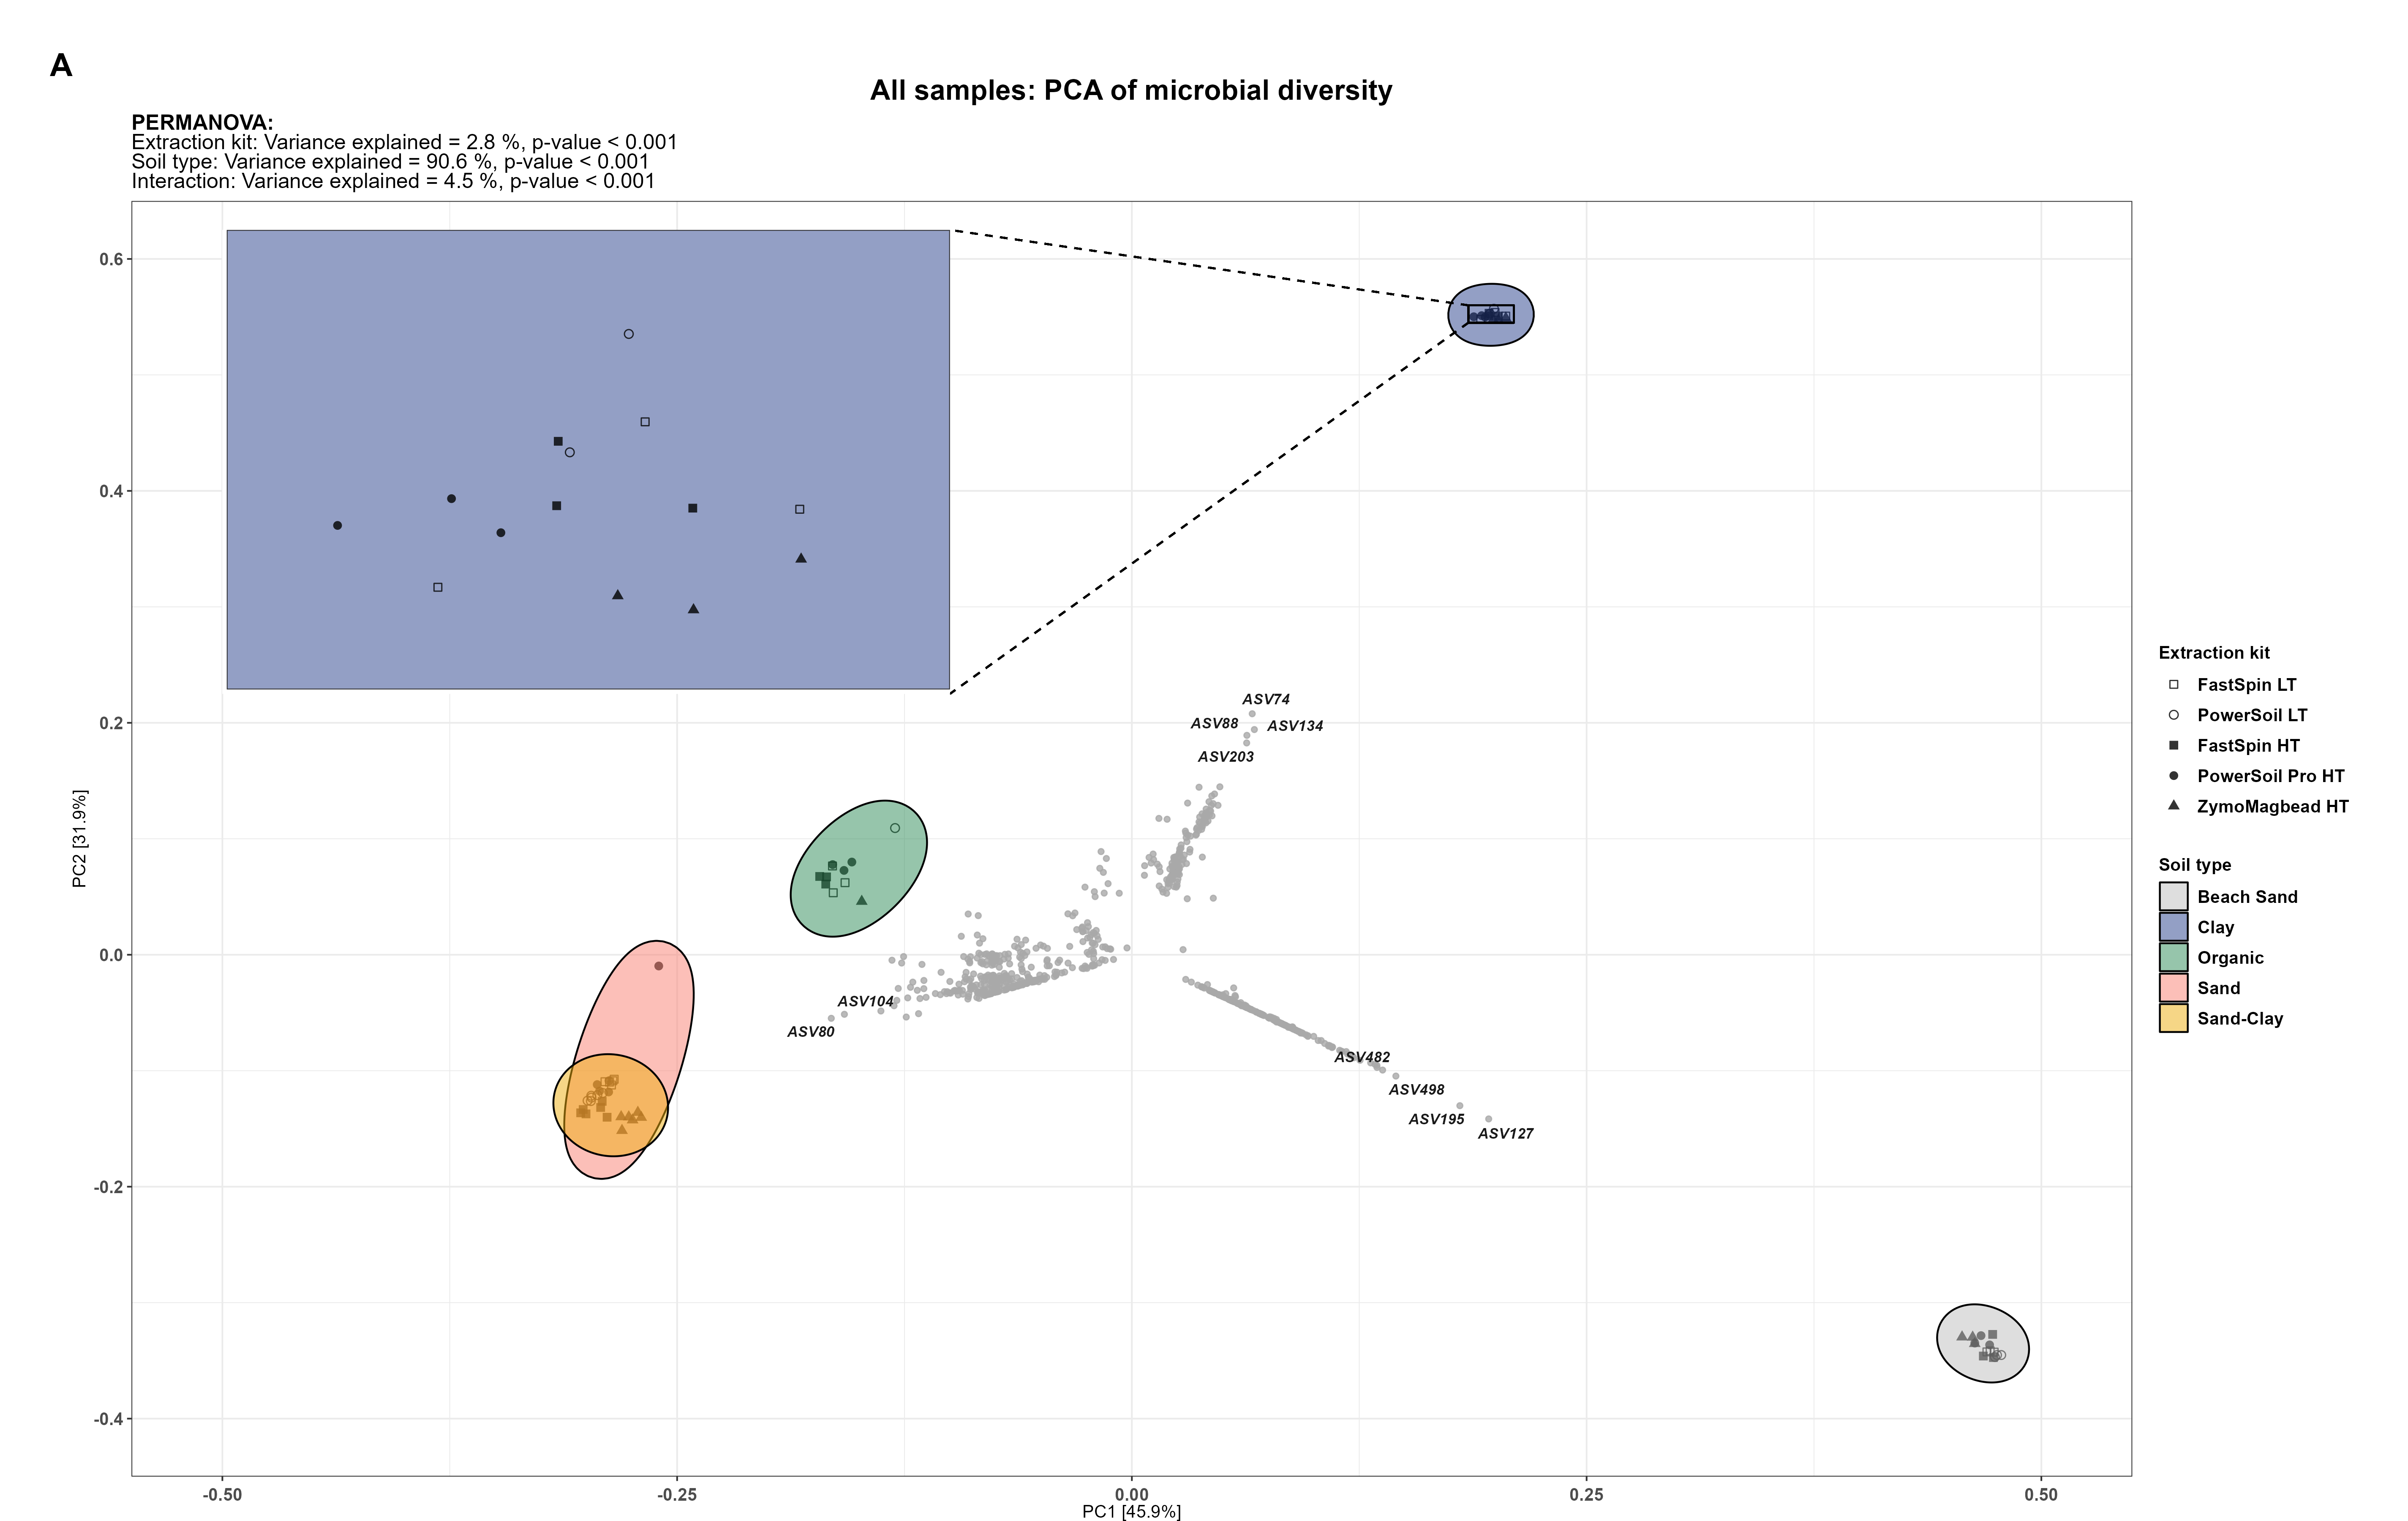 A
All samples: PCA of microbial diversity
PERMANOVA:
Extraction kit: Variance explained = 2.8 %, p-value < 0.001
Soil type: Variance explained = 90.6 %, p-value < 0.001
Interaction: Variance explained = 4.5 %, p-value < 0.001
0.6
0.4
0.2
0.0
-0.2
-0.4
PC2 [31.9%]
ASV74
ASV88
ASV134
ASV203
ASV104
ASV80
ASV482
ASV498
ASV195
ASV127
-0.50
-0.25
0.00
0.25
0.50
PC1 [45.9%]
Extraction kit
FastSpin LT
PowerSoil LT
FastSpin HT
PowerSoil Pro HT
ZymoMagbead HT
Soil type
Beach Sand
Clay
Organic
Sand
Sand-Clay